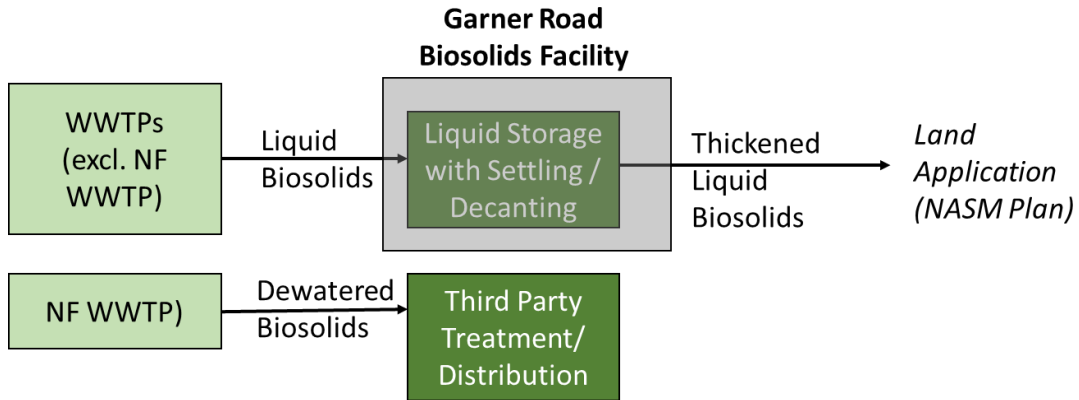 Garner Road
Biosolids Facility
WWTPs
(excl. NF
WWTP)
Liquid
Biosolids
Liquid Storage
with Settling /
Decanting
Thickened
Liquid
Biosolids
Land
Application
(NASM Plan)
NF WWTP)
Dewatered
Biosolids
Third Party
Treatment/
Distribution